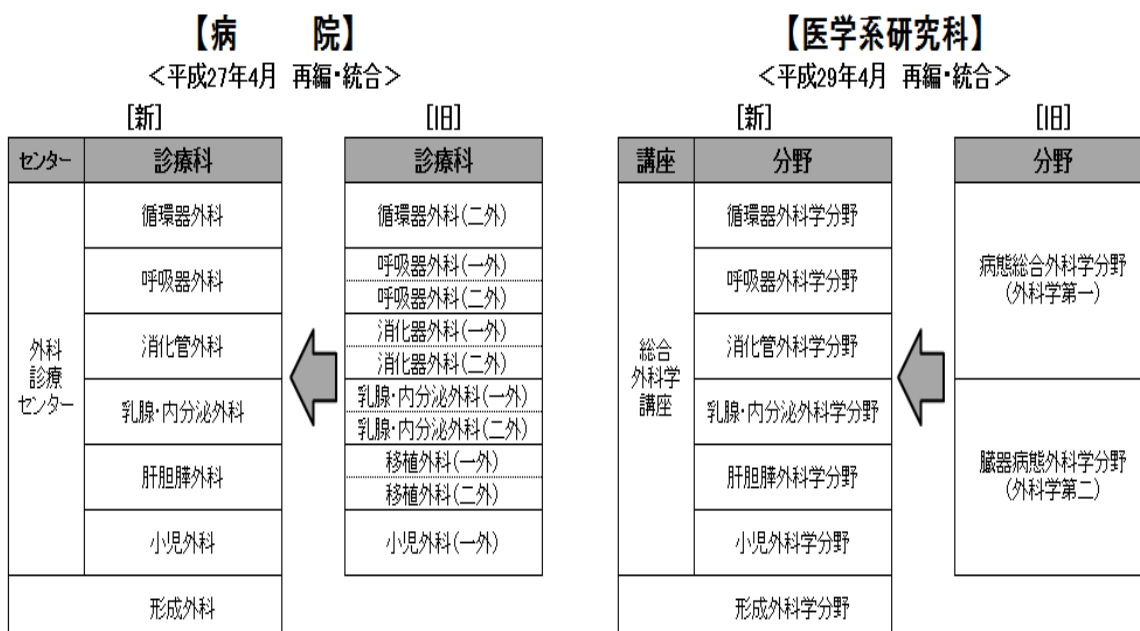 【病 院】
＜平成27年4月 再編・統合＞
[新]
[旧]
センター
診療科
診療科
外科
診療
センター
循環器外科
呼吸器外科
消化管外科
乳腺・内分泌外科
肝胆膵外科
小児外科
形成外科
循環器外科(二外)
呼吸器外科(一外)
呼吸器外科(二外)
消化器外科(一外)
消化器外科(二外)
乳腺・内分泌外科(一外)
乳腺・内分泌外科(二外)
移植外科(一外)
移植外科(二外)
小児外科(一外)
【医学系研究科】
＜平成29年4月 再編・統合＞
[新]
[旧]
講座
分野
分野
総合
外科学
講座
循環器外科学分野
呼吸器外科学分野
消化管外科学分野
乳腺・内分泌外科学分野
肝胆膵外科学分野
小児外科学分野
形成外科学分野
病態総合外科学分野
(外科学第一)
臓器病態外科学分野
(外科学第二)